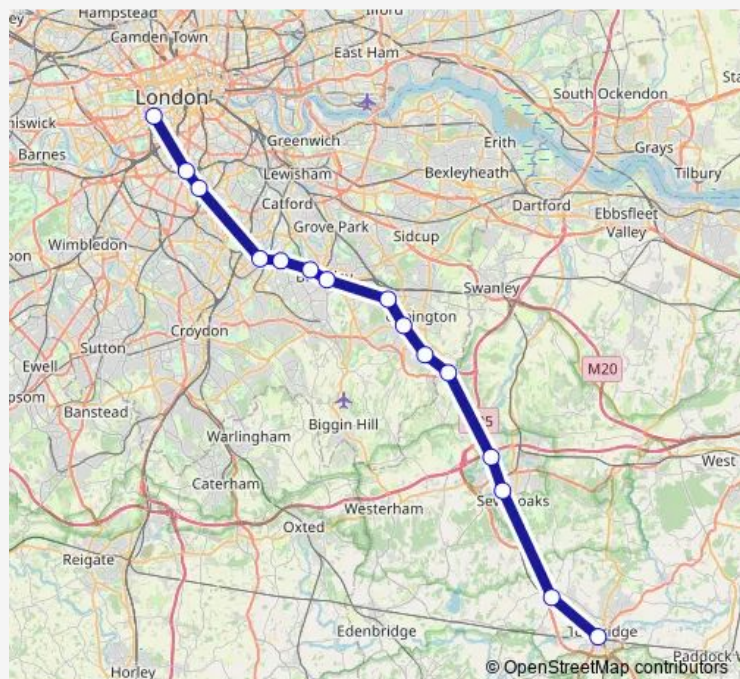 Hampstead
Ilford
Camden Town
East Ham
London
South Ockendon
Greenwich
Erith
Grays
Barnes
Lewisham
Bexleyheath
Tilbury
Catford
Dartford
Ebbsfleet
Valley
Grove Park
Sidcup
Wimbledon
Swanley
Croydon
Sutton
Ewell
M20
Banstead
Biggin Hill
Warlingham
West
Caterham
Westerham
Oxted
Reigate
Edenbridge
Paddock W
Horley
© OpenStreetMap contributors